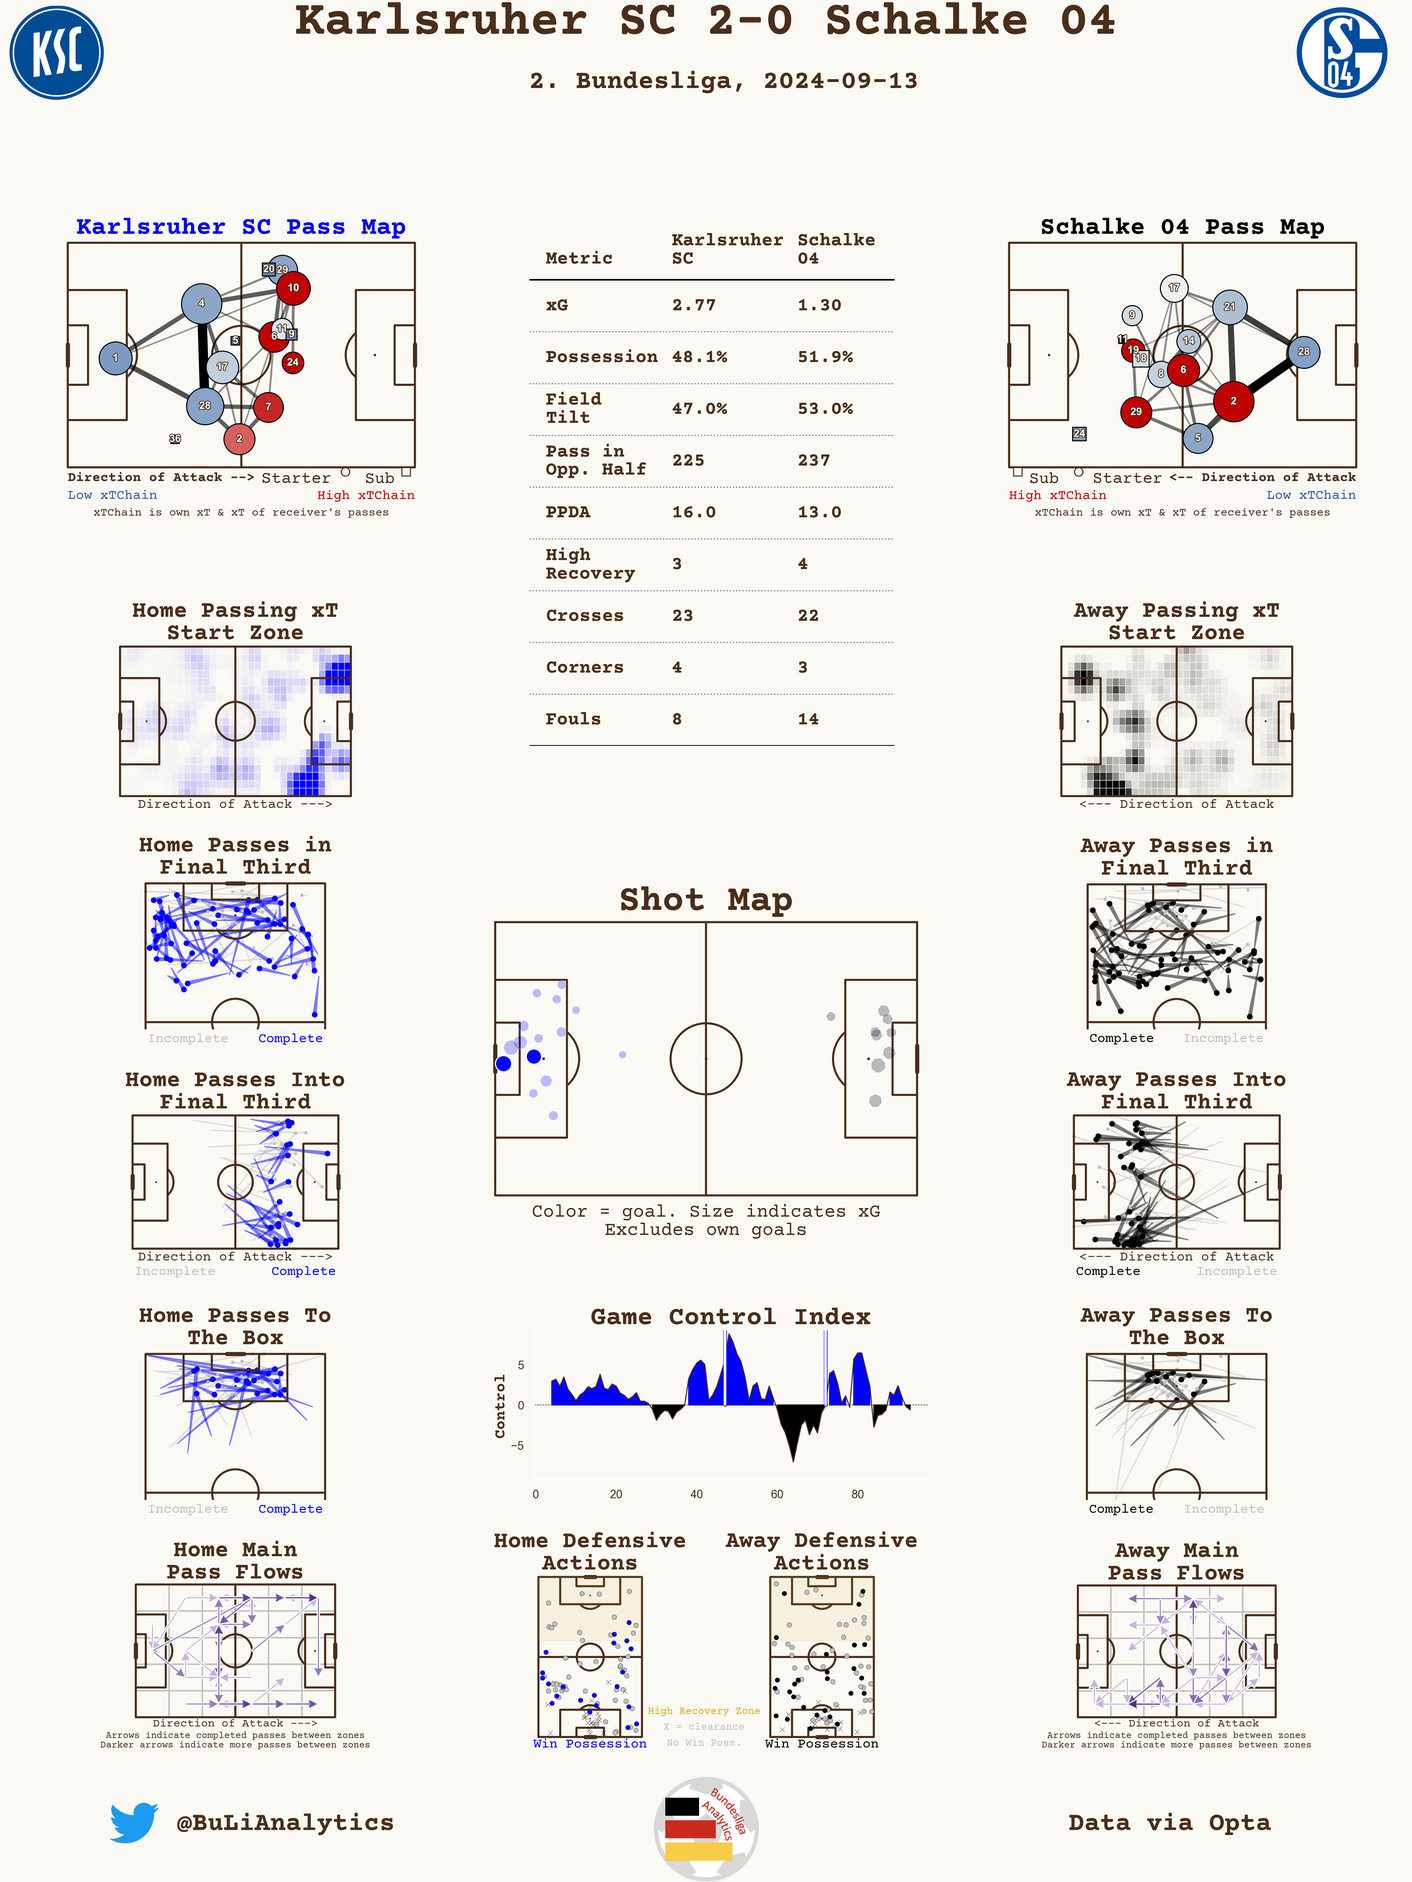 Karlsruher SC 2-0 Schalke 04
2. Bundesliga, 2024-09-13
KSC
S
04
Karlsruher SC Pass Map
20
29
10
4
11
6
9
5
1
17
24
28
7
2
36
Direction of Attack --> Starter Sub
Low xTChain High xTChain
xTChain is own xT & xT of receiver's passes
Metric Karlsruher SC Schalke 04
xG 2.77 1.30
Possession 48.1% 51.9%
Field Tilt 47.0% 53.0%
Pass in Opp. Half 225 237
PPDA 16.0 13.0
High Recovery 3 4
Crosses 23 22
Corners 4 3
Fouls 8 14
Schalke 04 Pass Map
17
9
21
11
19
18
14
28
8
6
29
2
24
5
Sub Starter <-- Direction of Attack
High xTChain Low xTChain
xTChain is own xT & xT of receiver's passes
Home Passing xT
Start Zone
Direction of Attack --->
Away Passing xT
Start Zone
<--- Direction of Attack
Home Passes in
Final Third
Incomplete Complete
Away Passes in
Final Third
Complete Incomplete
Shot Map
Color = goal. Size indicates xG
Excludes own goals
Home Passes Into
Final Third
Direction of Attack --->
Incomplete Complete
Away Passes Into
Final Third
<--- Direction of Attack
Complete Incomplete
Home Passes To
The Box
Incomplete Complete
Game Control Index
Control
5
0
−5
0 20 40 60 80
Away Passes To
The Box
Complete Incomplete
Home Main
Pass Flows
Direction of Attack --->
Arrows indicate completed passes between zones
Darker arrows indicate more passes between zones
Home Defensive
Actions
Win Possession
High Recovery Zone
X = clearance
No Win Poss.
Away Defensive
Actions
Win Possession
Away Main
Pass Flows
<--- Direction of Attack
Arrows indicate completed passes between zones
Darker arrows indicate more passes between zones
@BuLiAnalytics
Bundesliga
Analytics
Data via Opta